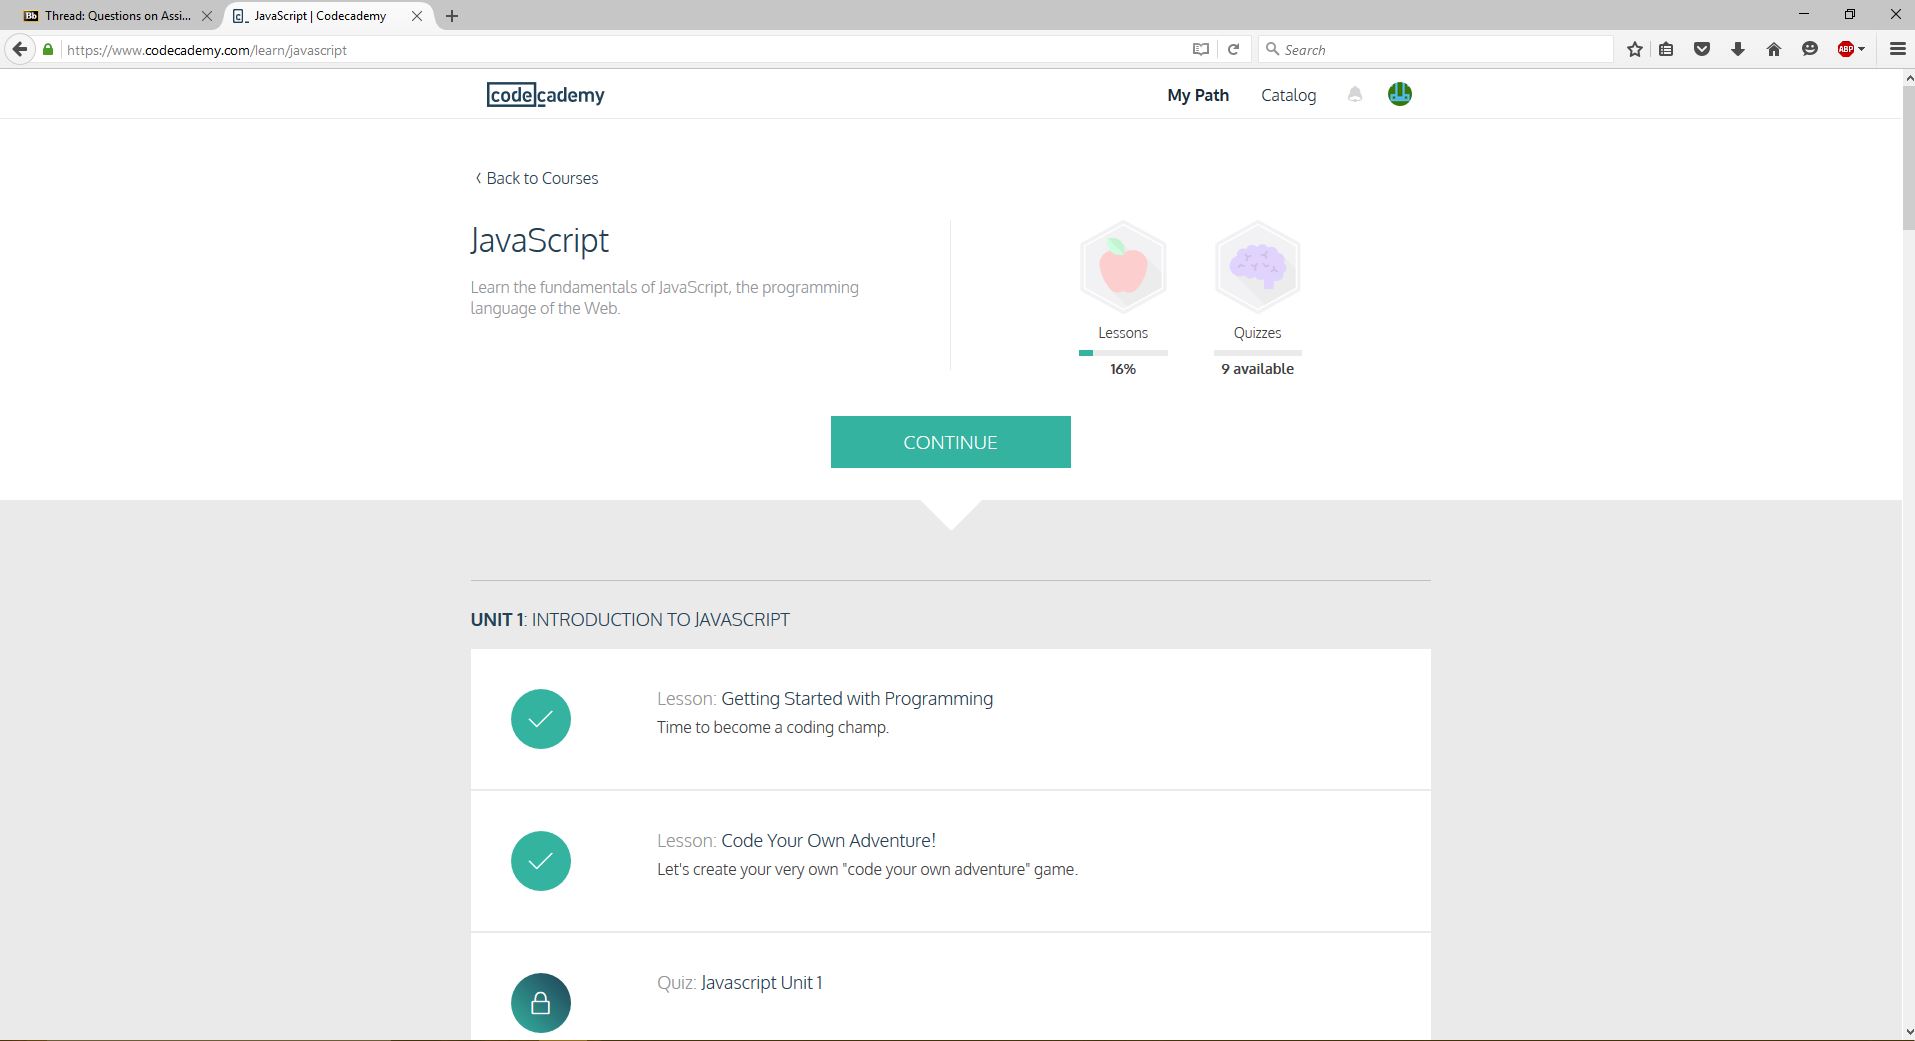 Thread: Questions on Assi...
JavaScript | Codecademy
https://www.codecademy.com/learn/javascript
Search
ABP
codecademy
My Path
Catalog
Back to Courses
JavaScript
Learn the fundamentals of JavaScript, the programming
language of the Web.
Lessons
16%
Quizzes
9 available
CONTINUE
UNIT 1: INTRODUCTION TO JAVASCRIPT
Lesson: Getting Started with Programming
Time to become a coding champ.
Lesson: Code Your Own Adventure!
Let's create your very own "code your own adventure" game.
Quiz: Javascript Unit 1